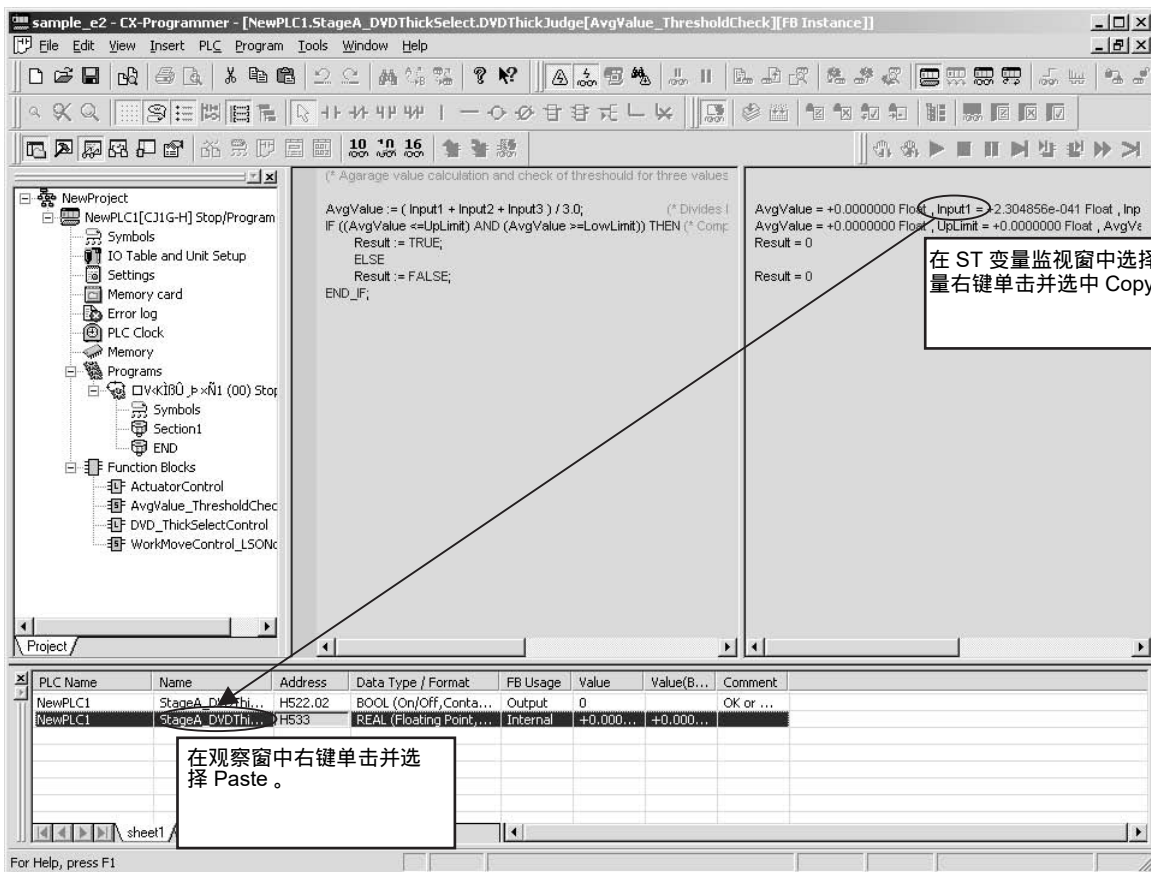 sample_e2 - CX-Programmer - [NewPLC1.StageA_DVDThickSelect.DVDThickJudge[AvgValue_ThresholdCheck][FB Instance]]
File Edit View Insert PLC Program Tools Window Help
10 10 16
NewProject
NewPLC1[CJ1G-H] Stop/Program
Symbols
IO Table and Unit Setup
Settings
Memory card
Error log
PLC Clock
Memory
Programs
(00) Stop
Symbols
Section1
END
Function Blocks
ActuatorControl
AvgValue_ThresholdChec
DVD_ThickSelectControl
WorkMoveControl_LSONc
Project
(* Agarage value calculation and check of threshould for three values
AvgValue := ( Input1 + Input2 + Input3 ) / 3.0; (* Divides I
IF ((AvgValue <=UpLimit) AND (AvgValue >=LowLimit)) THEN (* Comp
Result := TRUE;
ELSE
Result := FALSE;
END_IF;
AvgValue = +0.0000000 Float , Input1 = +2.304856e-041 Float , Inp
AvgValue = +0.0000000 Float , UpLimit = +0.0000000 Float , AvgVa
Result = 0
Result = 0
在 ST 变量监视窗中选择
量右键单击并选中 Copy
PLC Name Name Address Data Type / Format FB Usage Value Value(B... Comment
NewPLC1 StageA_DVDThi... H522.02 BOOL (On/Off,Conta... Output 0 OK or ...
NewPLC1 StageA_DVDThi... H533 REAL (Floating Point,... Internal +0.000... +0.000...
在观察窗中右键单击并选
择 Paste 。
sheet1
For Help, press F1